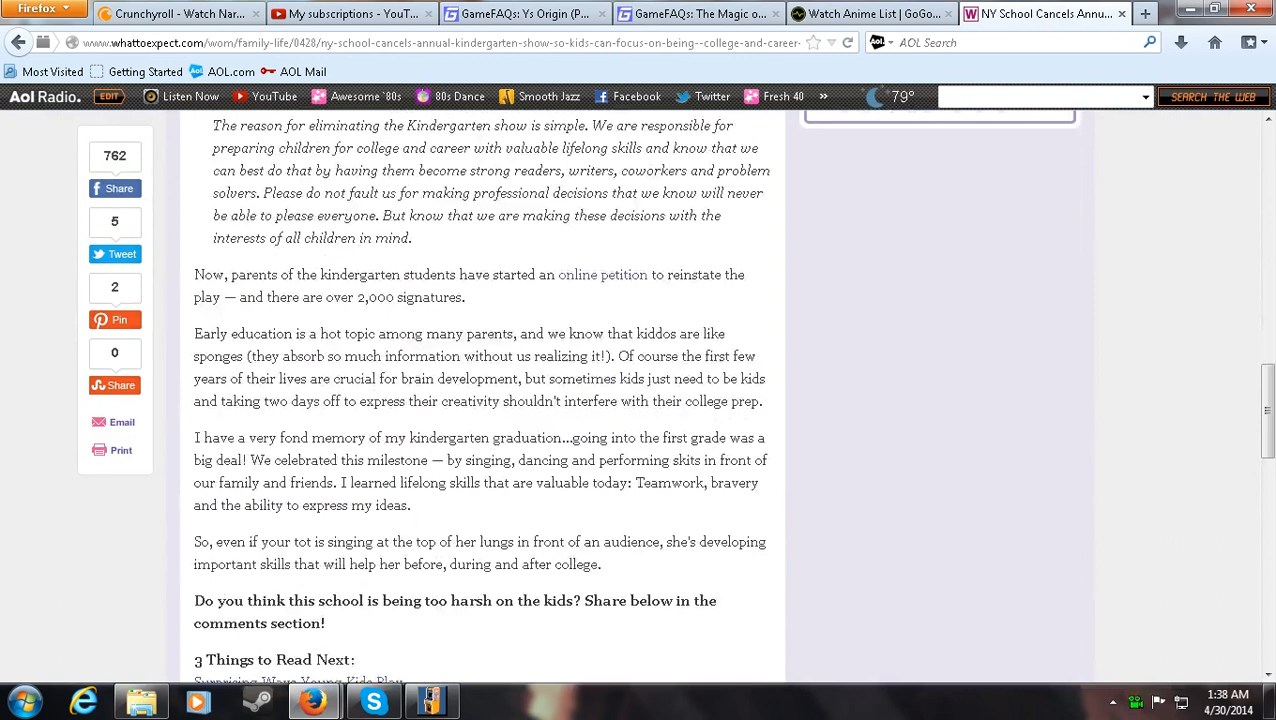 Firefox
Crunchyroll - Watch Nar...
My subscriptions - YouT...
GameFAQs: Ys Origin (P...
GameFAQs: The Magic o...
Watch Anime List | GoGo...
NY School Cancels Annu...
www.whattoexpect.com/wom/family-life/0428/ny-school-cancels-annual-kindergarten-show-so-kids-can-focus-on-being--college-and-career-
AOL Search
Most Visited
Getting Started
AOL.com
AOL Mail
Aol Radio.
EDIT
Listen Now
YouTube
Awesome `80s
80s Dance
Smooth Jazz
Facebook
Twitter
Fresh 4
79°
SEARCH THE WEB
762
Share
5
Tweet
2
Pin
0
Share
Email
Print
The reason for eliminating the Kindergarten show is simple. We are responsible for
preparing children for college and career with valuable lifelong skills and know that we
can best do that by having them become strong readers, writers, coworkers and problem
solvers. Please do not fault us for making professional decisions that we know will never
be able to please everyone. But know that we are making these decisions with the
interests of all children in mind.
Now, parents of the kindergarten students have started an online petition to reinstate the
play — and there are over 2,000 signatures.
Early education is a hot topic among many parents, and we know that kiddos are like
sponges (they absorb so much information without us realizing it!). Of course the first few
years of their lives are crucial for brain development, but sometimes kids just need to be kids
and taking two days off to express their creativity shouldn't interfere with their college prep.
I have a very fond memory of my kindergarten graduation...going into the first grade was a
big deal! We celebrated this milestone — by singing, dancing and performing skits in front of
our family and friends. I learned lifelong skills that are valuable today: Teamwork, bravery
and the ability to express my ideas.
So, even if your tot is singing at the top of her lungs in front of an audience, she's developing
important skills that will help her before, during and after college.
Do you think this school is being too harsh on the kids? Share below in the
comments section!
3 Things to Read Next:
Surprising Ways Young Kids Play
1:38 AM
4/30/2014